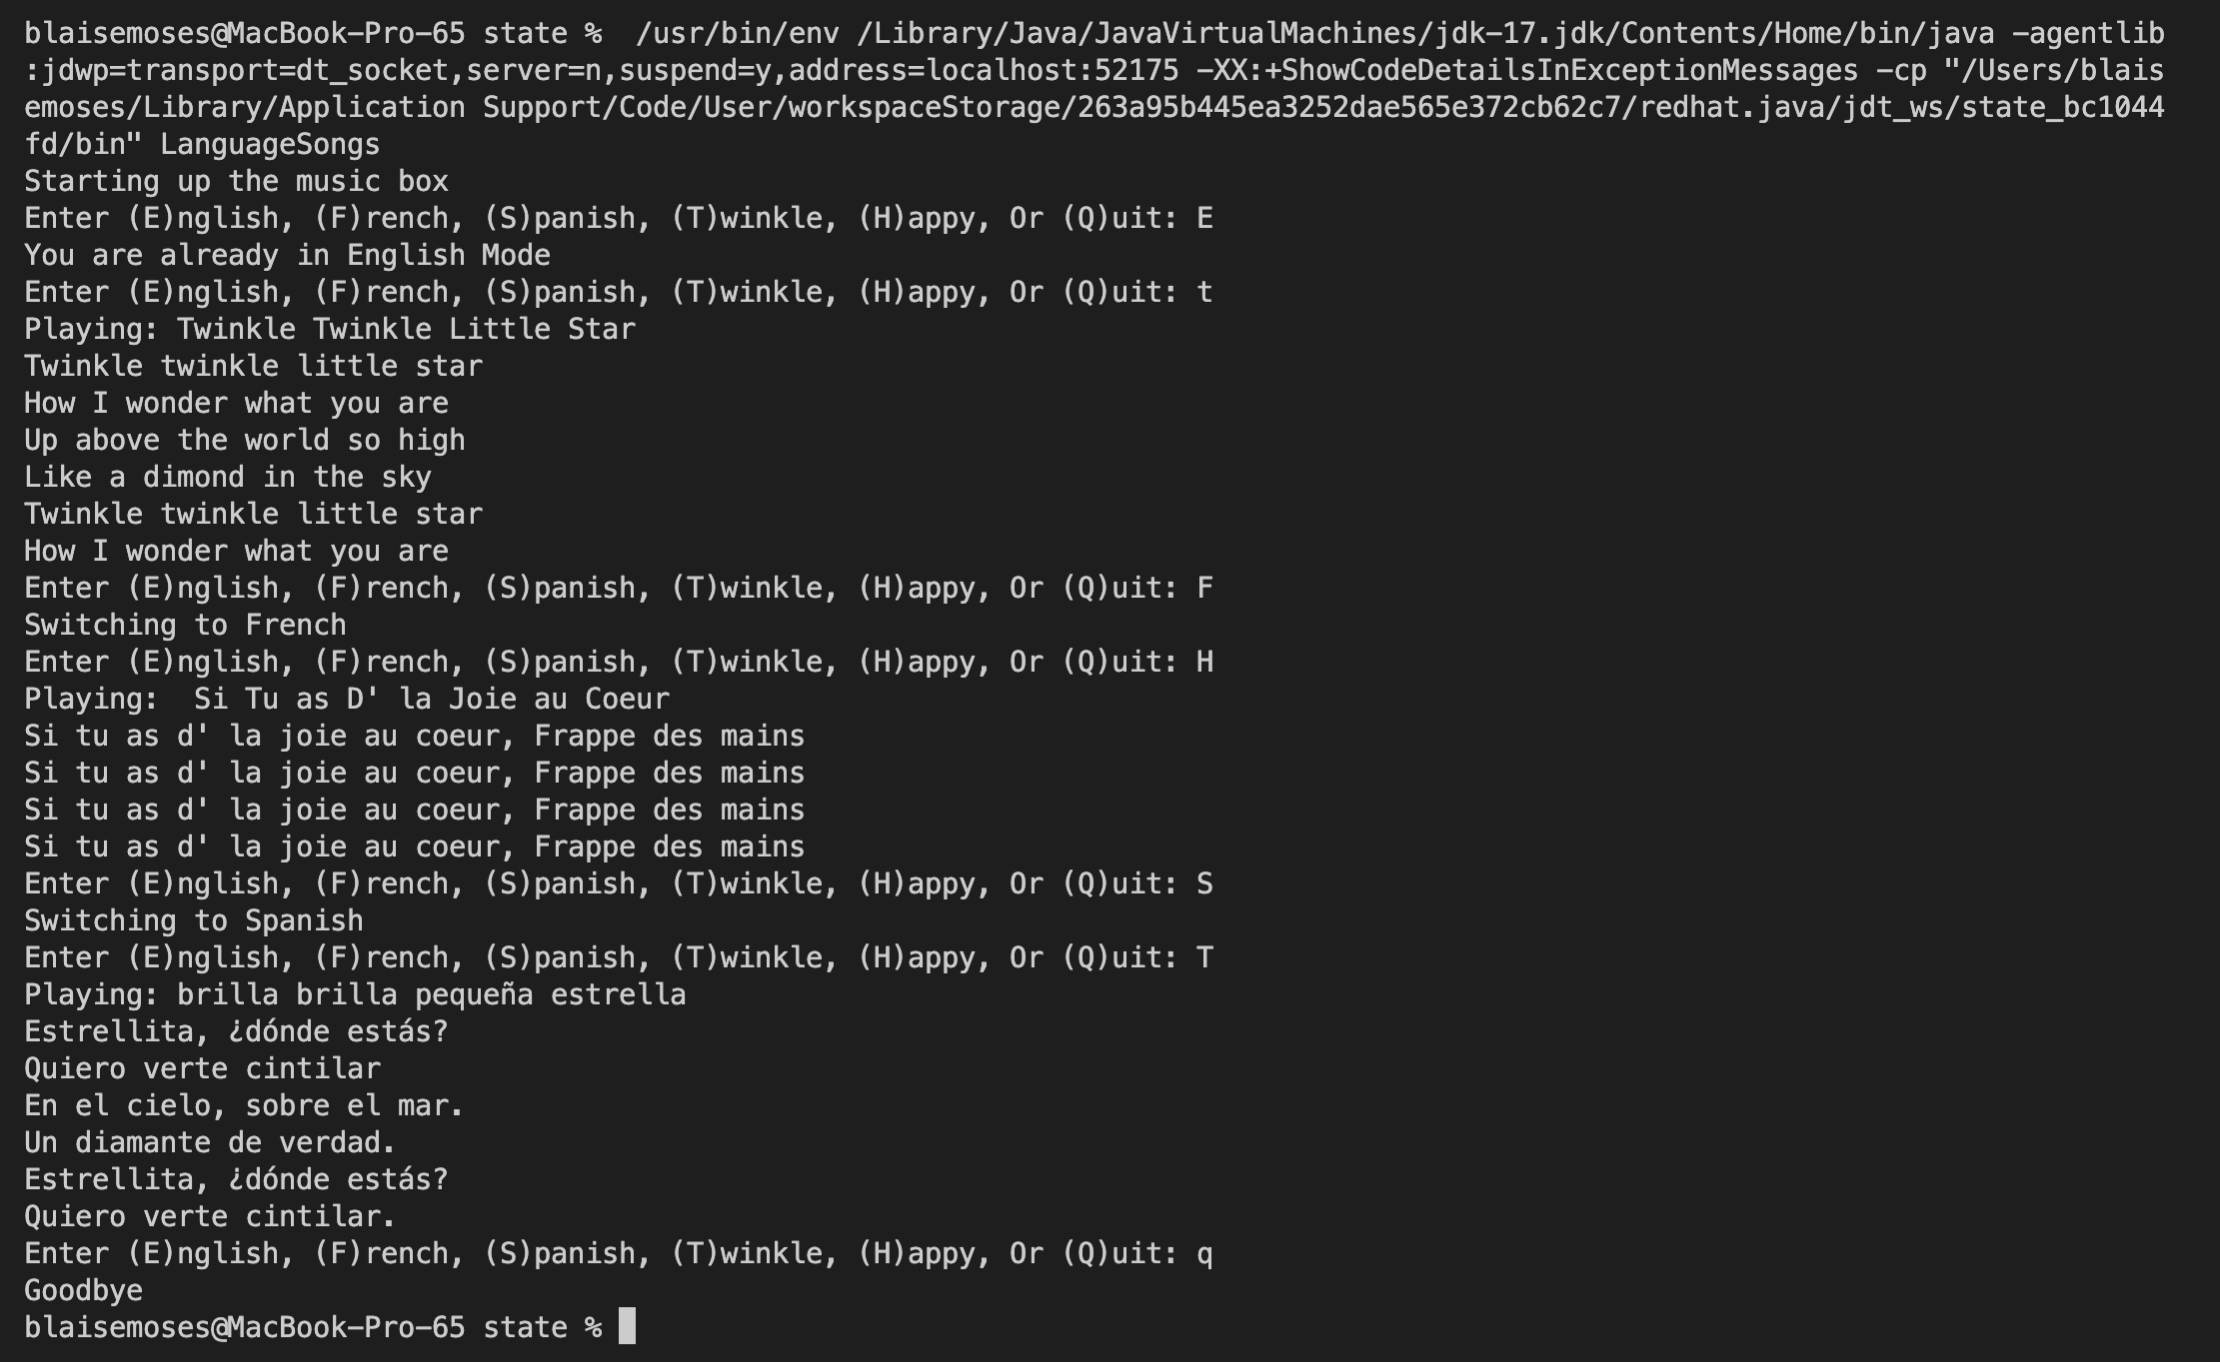 blaisemoses@MacBook-Pro-65 state %  /usr/bin/env /Library/Java/JavaVirtualMachines/jdk-17.jdk/Contents/Home/bin/java -agentlib
:jdwp=transport=dt_socket,server=n,suspend=y,address=localhost:52175 -XX:+ShowCodeDetailsInExceptionMessages -cp "/Users/blais
emoses/Library/Application Support/Code/User/workspaceStorage/263a95b445ea3252dae565e372cb62c7/redhat.java/jdt_ws/state_bc1044
fd/bin" LanguageSongs
Starting up the music box
Enter (E)nglish, (F)rench, (S)panish, (T)winkle, (H)appy, Or (Q)uit: E
You are already in English Mode
Enter (E)nglish, (F)rench, (S)panish, (T)winkle, (H)appy, Or (Q)uit: t
Playing: Twinkle Twinkle Little Star
Twinkle twinkle little star
How I wonder what you are
Up above the world so high
Like a dimond in the sky
Twinkle twinkle little star
How I wonder what you are
Enter (E)nglish, (F)rench, (S)panish, (T)winkle, (H)appy, Or (Q)uit: F
Switching to French
Enter (E)nglish, (F)rench, (S)panish, (T)winkle, (H)appy, Or (Q)uit: H
Playing:  Si Tu as D' la Joie au Coeur
Si tu as d' la joie au coeur, Frappe des mains
Si tu as d' la joie au coeur, Frappe des mains
Si tu as d' la joie au coeur, Frappe des mains
Si tu as d' la joie au coeur, Frappe des mains
Enter (E)nglish, (F)rench, (S)panish, (T)winkle, (H)appy, Or (Q)uit: S
Switching to Spanish
Enter (E)nglish, (F)rench, (S)panish, (T)winkle, (H)appy, Or (Q)uit: T
Playing: brilla brilla pequeña estrella
Estrellita, ¿dónde estás?
Quiero verte cintilar
En el cielo, sobre el mar.
Un diamante de verdad.
Estrellita, ¿dónde estás?
Quiero verte cintilar.
Enter (E)nglish, (F)rench, (S)panish, (T)winkle, (H)appy, Or (Q)uit: q
Goodbye
blaisemoses@MacBook-Pro-65 state %